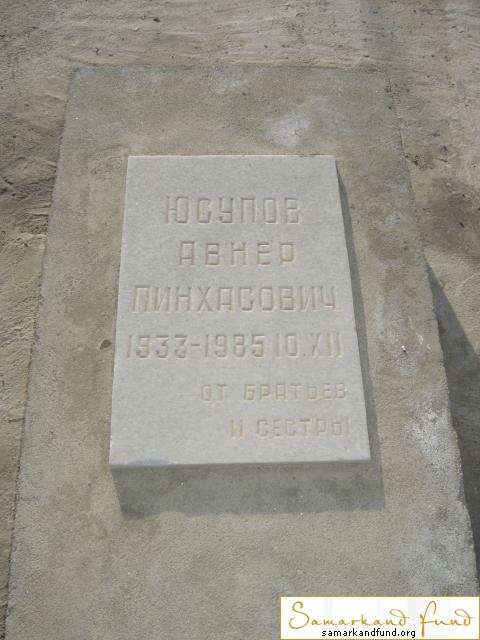 ЮСУПОВ
АВНЕР
ПИНХАСОВИЧ
1933-1985 10.XII
ОТ БРАТЬЕВ
И СЕСТРЫ
Samarkand Fund
samarkandfund.org